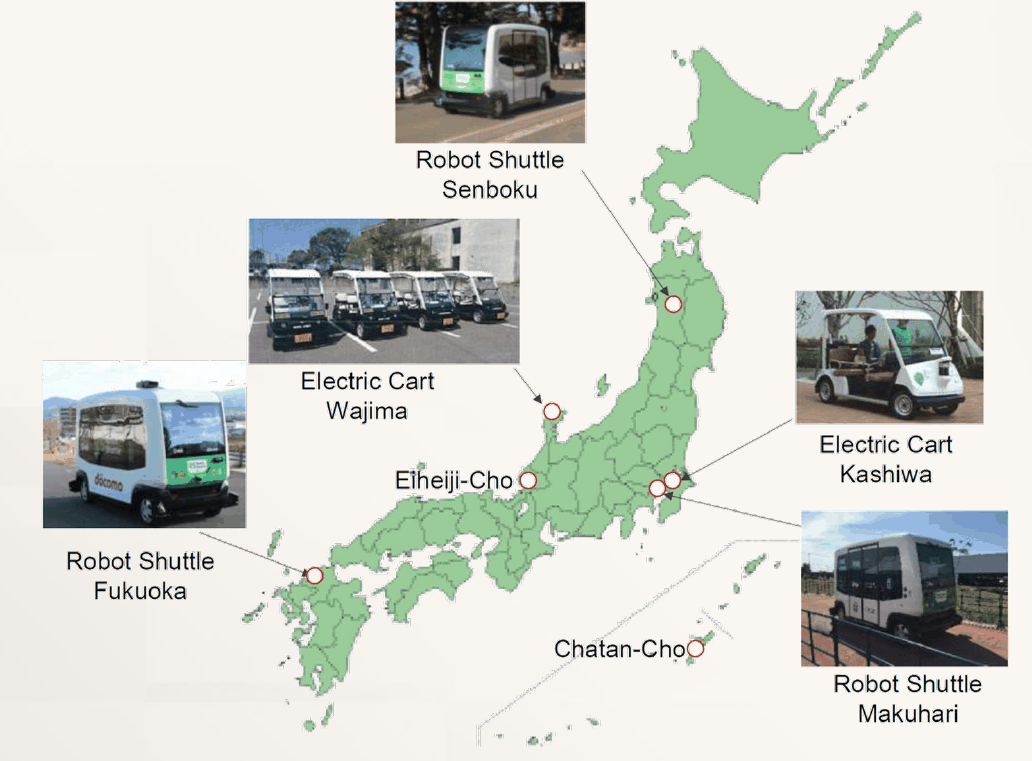 Robot Shuttle
Senboku
Electric Cart
Wajima
Electric Cart
Kashiwa
Eiheiji-Cho
döcomo
Robot Shuttle
Fukuoka
Chatan-Cho
Robot Shuttle
Makuhari